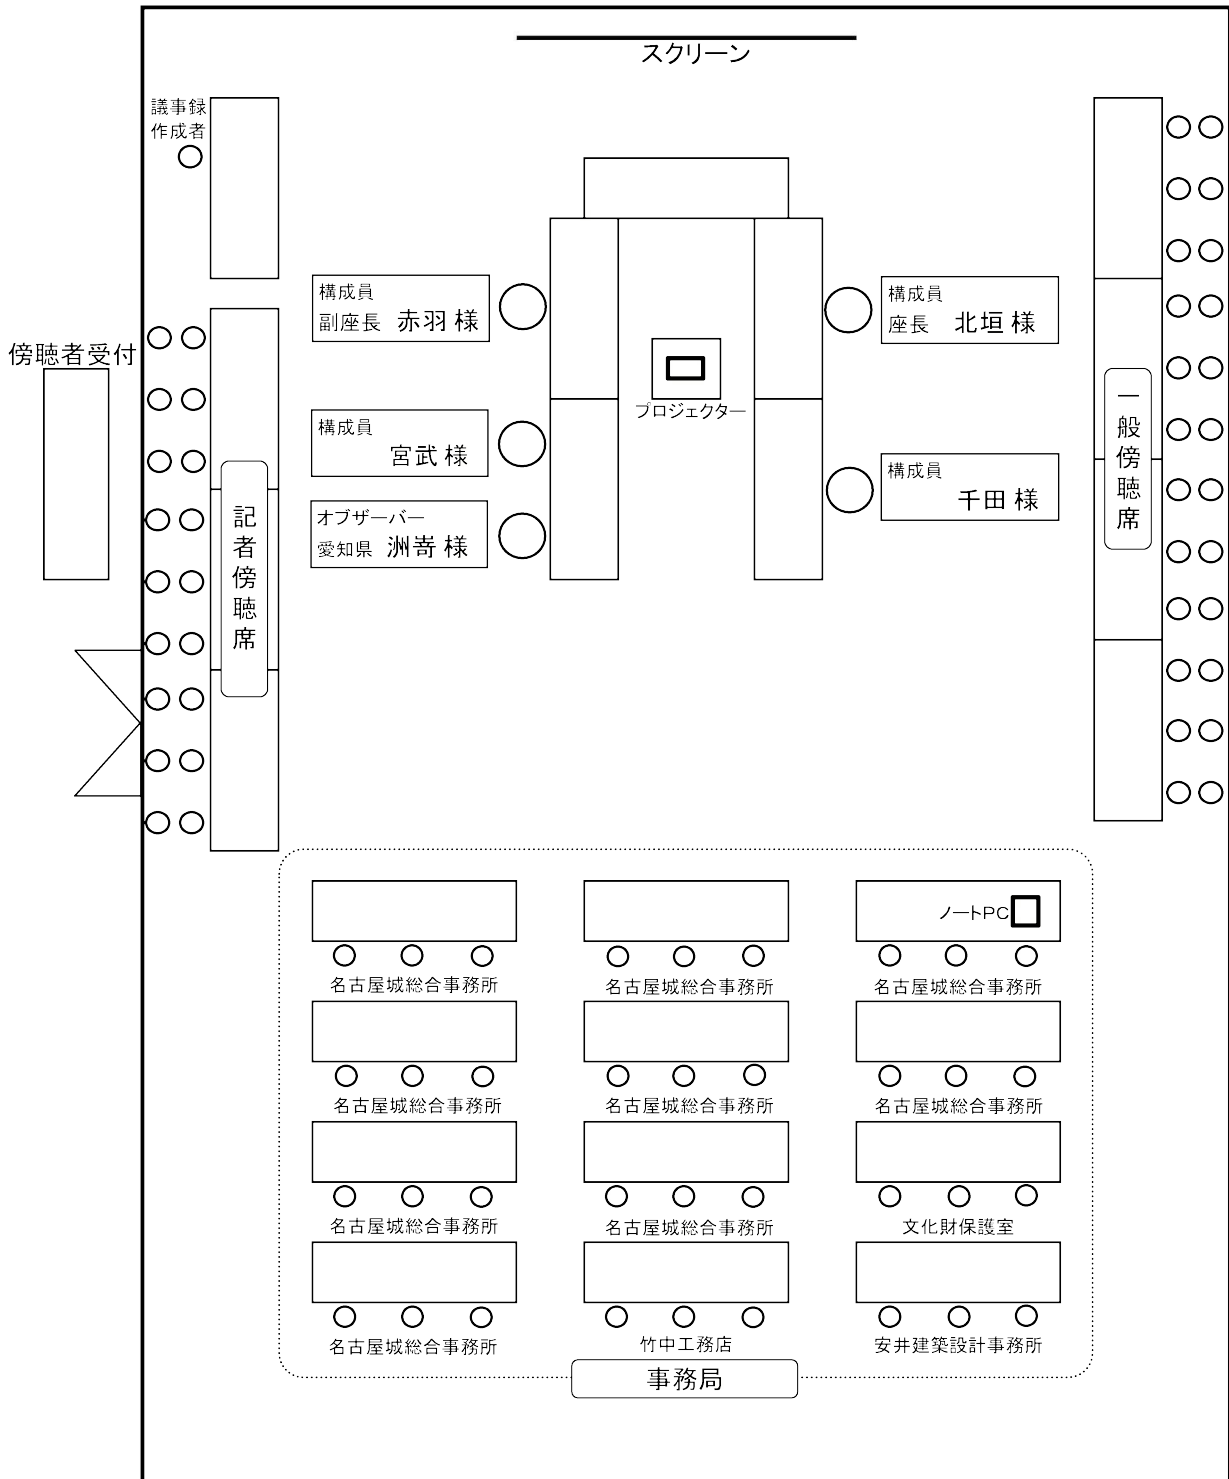 スクリーン
議事録
作成者
構成員
副座長 赤羽 様
構成員
座長 北垣 様
傍聴者受付
プロジェクター
構成員
宮武 様
構成員
千田 様
オブザーバー
愛知県 洲嵜 様
記者傍聴席
一般傍聴席
ノートPC
名古屋城総合事務所
名古屋城総合事務所
名古屋城総合事務所
名古屋城総合事務所
名古屋城総合事務所
名古屋城総合事務所
名古屋城総合事務所
名古屋城総合事務所
文化財保護室
名古屋城総合事務所
竹中工務店
安井建築設計事務所
事務局